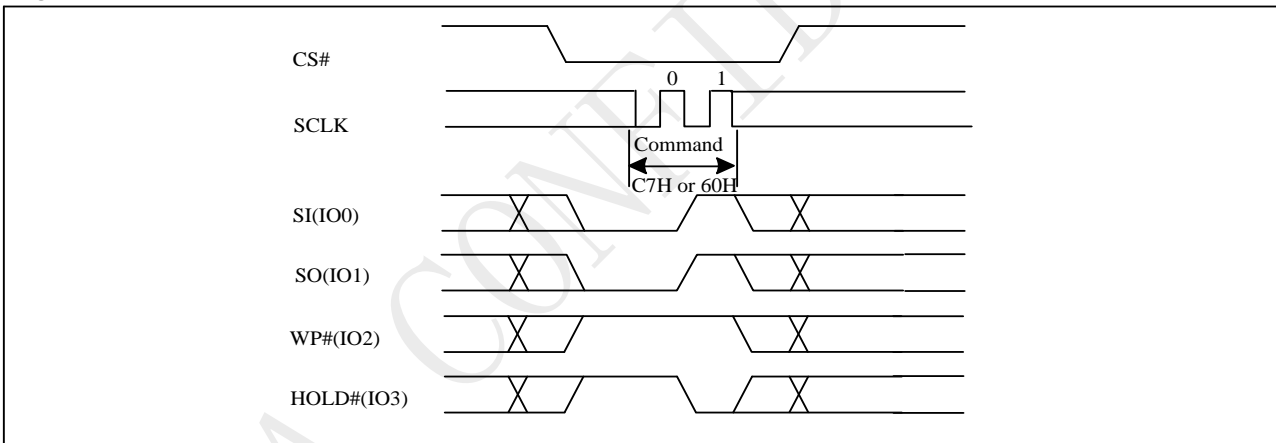 CS#
0 1
SCLK
Command
C7H or 60H
SI(IO0)
SO(IO1)
WP#(IO2)
HOLD#(IO3)